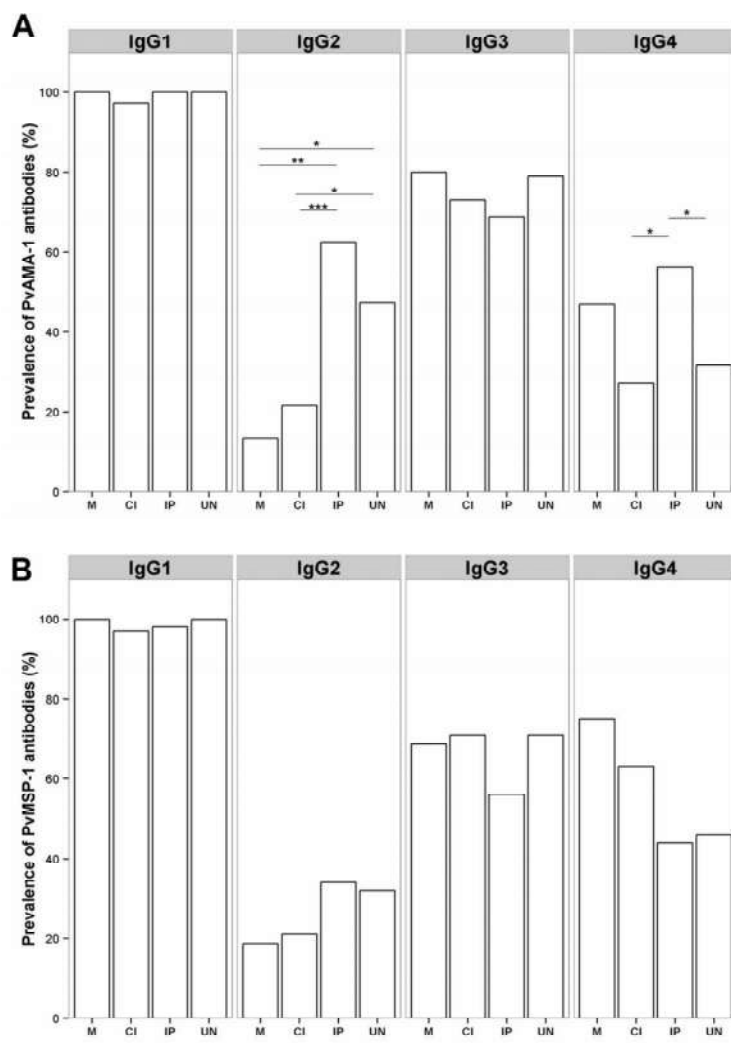 A
IgG1 IgG2 IgG3 IgG4
Prevalence of PvAMA-1 antibodies (%)
100
80
60
40
20
0
*
**
*
***
*
*
M CI IP UN M CI IP UN M CI IP UN M CI IP UN
B
IgG1 IgG2 IgG3 IgG4
Prevalence of PvMSP-1 antibodies (%)
100
80
60
40
20
0
M CI IP UN M CI IP UN M CI IP UN M CI IP UN